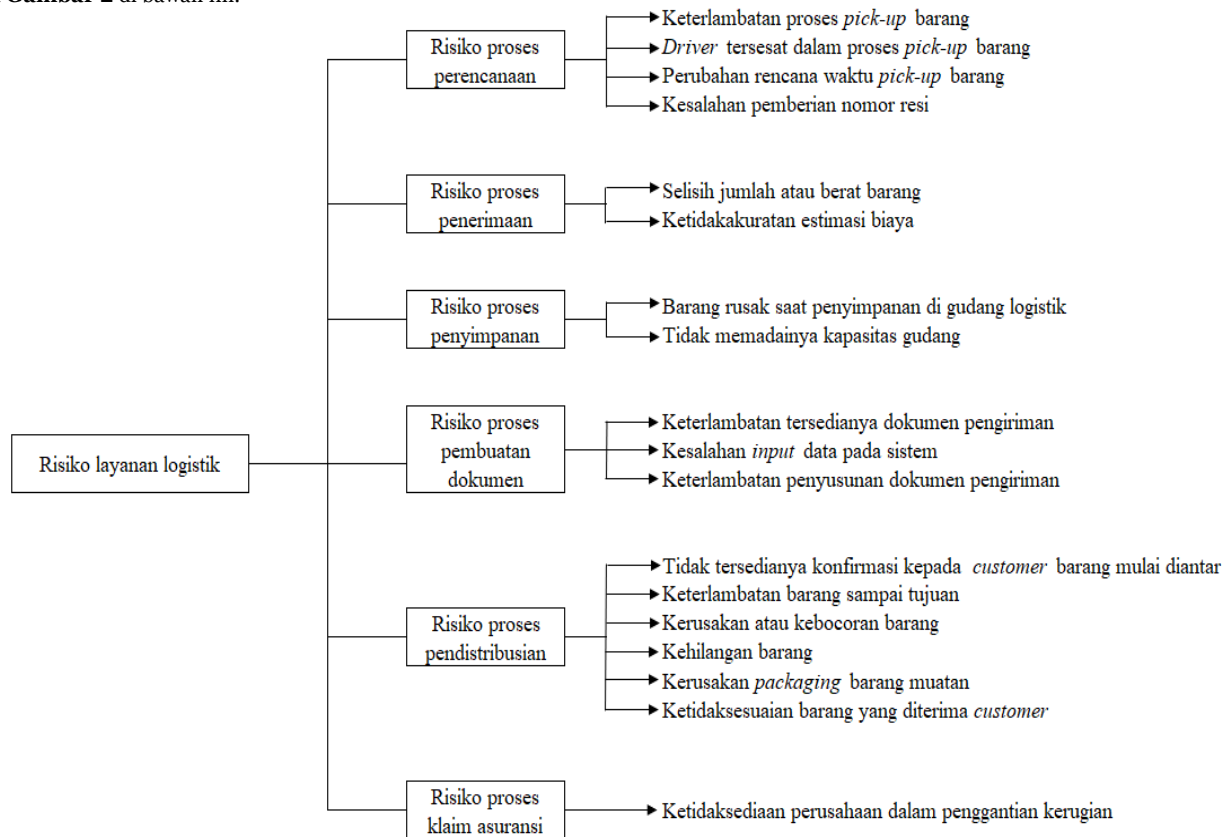 Gambar 2 di bawah ini.
Risiko layanan logistik
Risiko proses
perencanaan
Keterlambatan proses pick-up barang
Driver tersesat dalam proses pick-up barang
Perubahan rencana waktu pick-up barang
Kesalahan pemberian nomor resi
Risiko proses
penerimaan
Selisih jumlah atau berat barang
Ketidakakuratan estimasi biaya
Risiko proses
penyimpanan
Barang rusak saat penyimpanan di gudang logistik
Tidak memadainya kapasitas gudang
Risiko proses
pembuatan
dokumen
Keterlambatan tersedianya dokumen pengiriman
Kesalahan input data pada sistem
Keterlambatan penyusunan dokumen pengiriman
Risiko proses
pendistribusian
Tidak tersedianya konfirmasi kepada customer barang mulai diantar
Keterlambatan barang sampai tujuan
Kerusakan atau kebocoran barang
Kehilangan barang
Kerusakan packaging barang muatan
Ketidaksesuaian barang yang diterima customer
Risiko proses
klaim asuransi
Ketidaksediaan perusahaan dalam penggantian kerugian